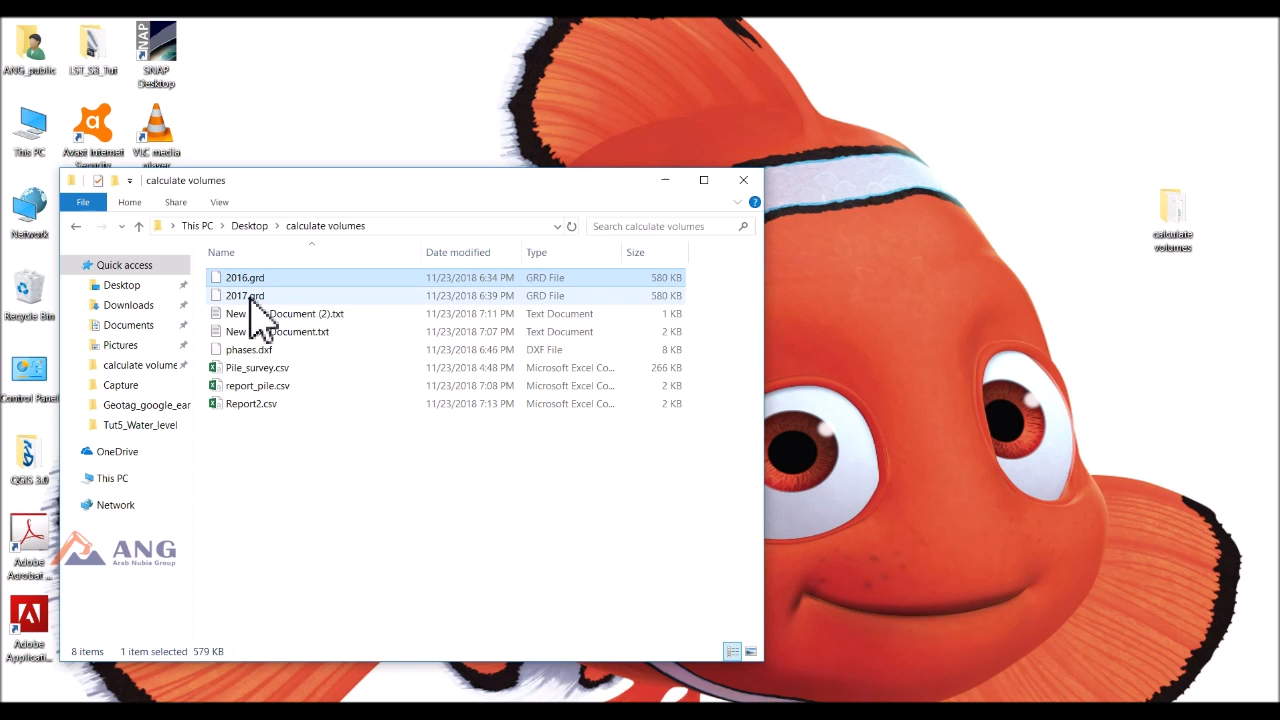 ANG_public
LST_S3_Tut
SNAP
SNAP
Desktop
This PC
Avast Internet
Security
VLC media
player
Network
Recycle Bin
Control Panel
QGIS 3.0
Adobe
Acrobat ...
Adobe
Applicati...
calculate
volumes
calculate volumes
File
Home
Share
View
This PC
Desktop
calculate volumes
Search calculate volumes
Name
Date modified
Type
Size
2016.grd 11/23/2018 6:34 PM GRD File 580 KB
2017.grd 11/23/2018 6:39 PM GRD File 580 KB
New Document (2).txt 11/23/2018 7:11 PM Text Document 1 KB
New Document.txt 11/23/2018 7:07 PM Text Document 2 KB
phases.dxf 11/23/2018 6:46 PM DXF File 8 KB
Pile_survey.csv 11/23/2018 4:48 PM Microsoft Excel Co... 266 KB
report_pile.csv 11/23/2018 7:08 PM Microsoft Excel Co... 2 KB
Report2.csv 11/23/2018 7:13 PM Microsoft Excel Co... 2 KB
Quick access
Desktop
Downloads
Documents
Pictures
calculate volume
Capture
Geotag_google_ear
Tut5_Water_level
OneDrive
This PC
Network
ANG
Arab Nubia Group
8 items 1 item selected 579 KB